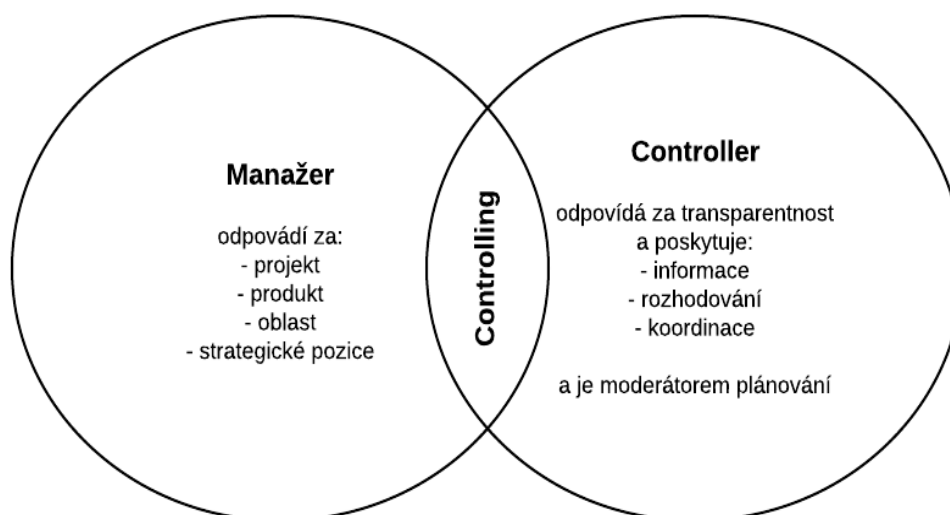 Manažer
odpovádí za:
- projekt
- produkt
- oblast
- strategické pozice
Controlling
Controller
odpovídá za transparentnost
a poskytuje:
- informace
- rozhodování
- koordinace
a je moderátorem plánování